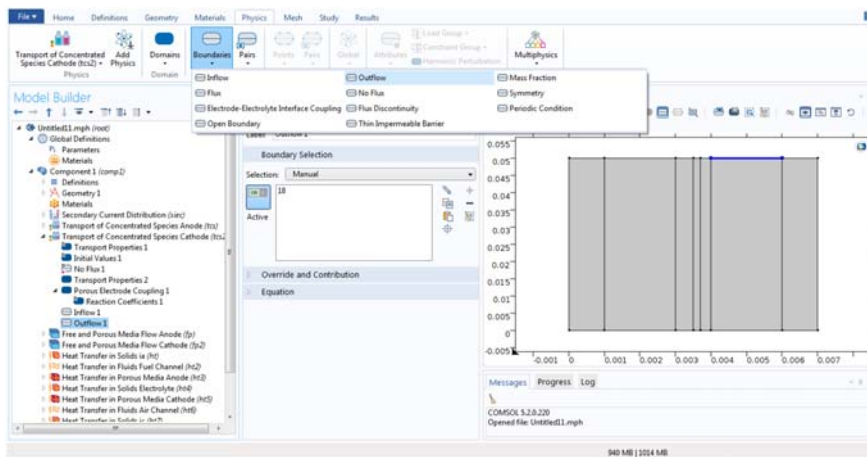 File Home Definitions Geometry Materials Physics Mesh Study Results
Transport of Concentrated Species Cathode (tcs2)
Add Physics
Domains
Boundaries
Pairs
Points
Pairs
Global
Attributes
Load Group
Constraint Group
Harmonic Perturbation
Multiphysics
Physics
Domain
Inflow Outflow Mass Fraction
Flux No Flux Symmetry
Electrode-Electrolyte Interface Coupling Flux Discontinuity Periodic Condition
Open Boundary Thin Impermeable Barrier
Model Builder
Untitled11.mph (root)
Global Definitions
Parameters
Materials
Component 1 (comp1)
Definitions
Geometry 1
Materials
Secondary Current Distribution (siec)
Transport of Concentrated Species Anode (tcs)
Transport of Concentrated Species Cathode (tcs2
Transport Properties 1
Initial Values 1
No Flux 1
Transport Properties 2
Porous Electrode Coupling 1
Reaction Coefficients 1
Inflow 1
Outflow 1
Free and Porous Media Flow Anode (fp)
Free and Porous Media Flow Cathode (fp2)
Heat Transfer in Solids ia (ht)
Heat Transfer in Fluids Fuel Channel (ht2)
Heat Transfer in Porous Media Anode (ht3)
Heat Transfer in Solids Electrolyte (ht4)
Heat Transfer in Porous Media Cathode (ht5)
Heat Transfer in Fluids Air Channel (ht6)
Heat Transfer in Solids ic (ht7)
Label: Outflow 1
Boundary Selection
Selection: Manual
18
Active
Override and Contribution
Equation
0.055
0.05
0.045
0.04
0.035
0.03
0.025
0.02
0.015
0.01
0.005
0
-0.005
-0.001 0 0.001 0.002 0.003 0.004 0.005 0.006 0.007
Messages Progress Log
COMSOL 5.2.0.220
Opened file: Untitled11.mph
940 MB | 1014 MB